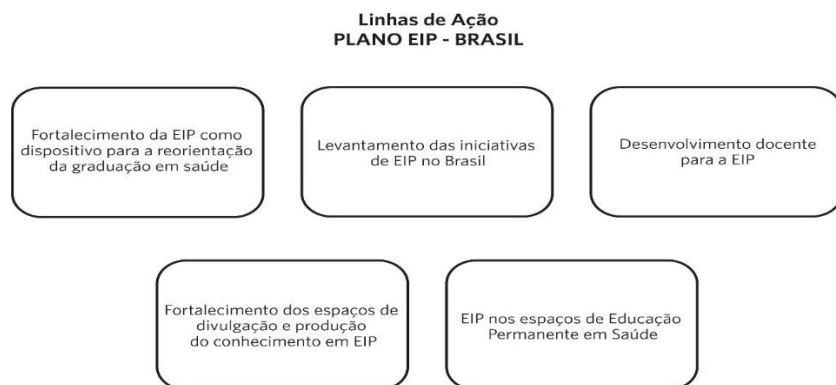 Linhas de Ação
PLANO EIP - BRASIL
Fortalecimento da EIP como
dispositivo para a reorientação
da graduação em saúde
Levantamento das iniciativas
de EIP no Brasil
Desenvolvimento docente
para a EIP
Fortalecimento dos espaços de
divulgação e produção
do conhecimento em EIP
EIP nos espaços de Educação
Permanente em Saúde